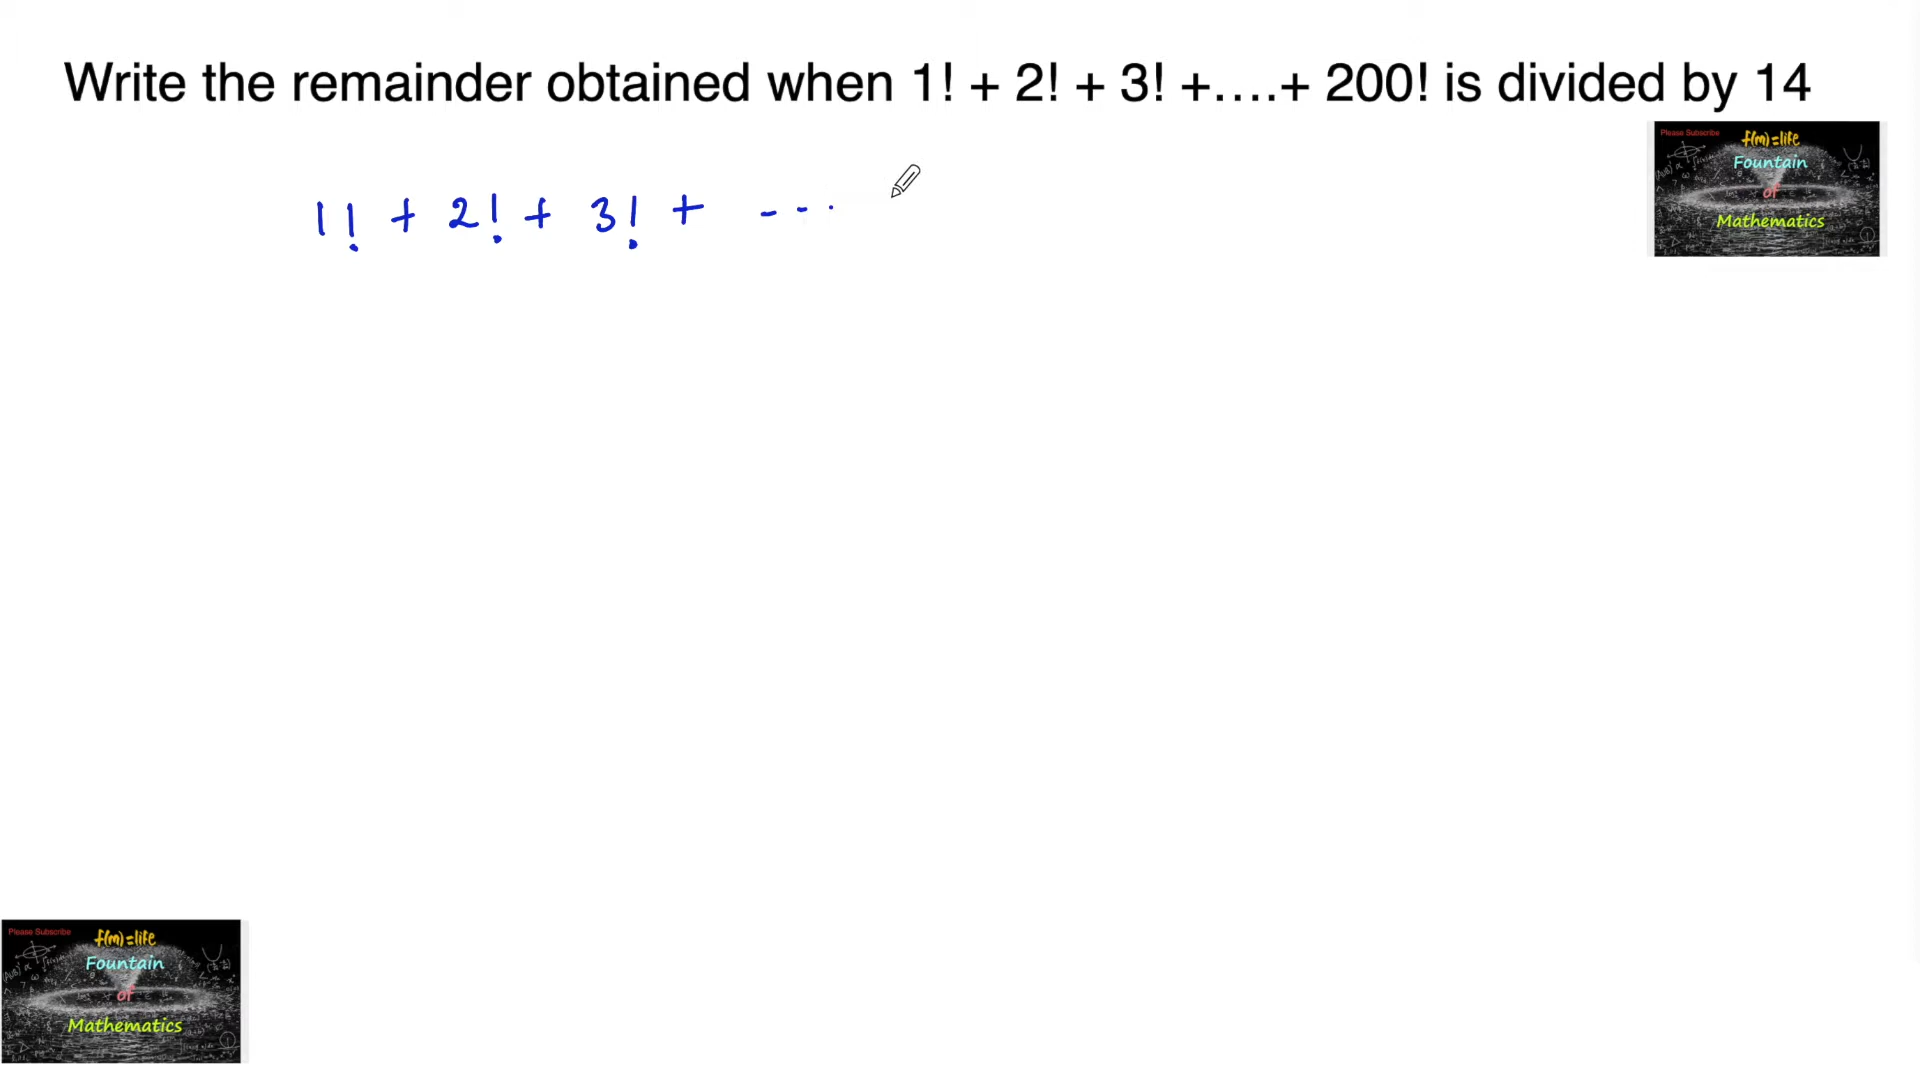 Write the remainder obtained when 1! + 2! + 3! +....+ 200! is divided by 14
Please Subscribe
f(m)=life
Fountain
of
Mathematics
1! + 2! + 3! + - - .
Please Subscribe
f(m)=life
Fountain
of
Mathematics